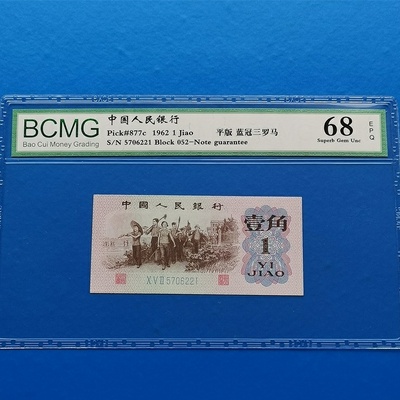 BCMG
Bao Cui Money Grading
中国人民银行
Pick#877c 1962 1 Jiao 平版 蓝冠三罗马
S/N 5706221 Block 052-Note guarantee
68
Superb Gem Unc
EPQ
中国人民银行
壹角
1
YI
JIAO
XVII5706221